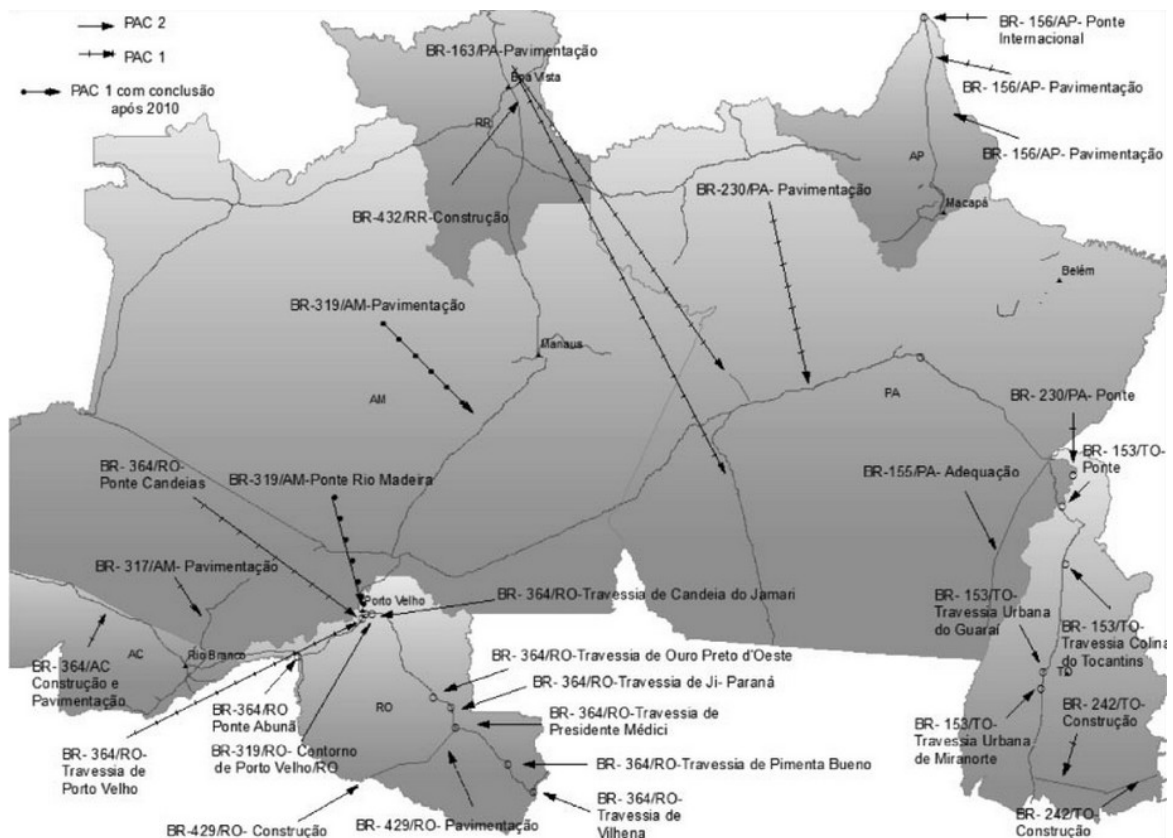 PAC 2
PAC 1
PAC 1 com conclusão
após 2010
BR-163/PA-Pavimentação
Boa Vista
RR
BR-432/RR-Construção
BR- 156/AP- Ponte
Internacional
BR- 156/AP- Pavimentação
BR- 156/AP- Pavimentação
AP
Macapá
BR-230/PA- Pavimentação
Belém
BR-319/AM-Pavimentação
Manaus
AM
PA
BR- 230/PA- Ponte
BR- 153/TO-
Ponte
BR-155/PA- Adequação
BR- 364/RO-
Ponte Candeias
BR-319/AM-Ponte Rio Madeira
BR- 317/AM- Pavimentação
Porto Velho
BR- 364/RO-Travessia de Candeia do Jamari
AC
Rio Branco
BR- 364/AC
Construção e
Pavimentação
BR-364/RO
Ponte Abunã
RO
BR- 364/RO-Travessia de Ouro Preto d'Oeste
BR- 364/RO-Travessia de Ji- Paraná
BR- 364/RO-Travessia de
Presidente Médici
BR- 364/RO-
Travessia de
Porto Velho
BR-319/RO- Contorno
de Porto Velho/RO
BR- 364/RO-Travessia de Pimenta Bueno
BR- 364/RO-
Travessia de
Vilhena
BR-429/RO- Construção
BR- 429/RO- Pavimentação
BR- 153/TO-
Travessia Urbana
do Guaraí
BR- 153/TO-
Travessia Colina
do Tocantins
BR- 153/TO-
Travessia Urbana
de Miranorte
BR- 242/TO-
Construção
BR- 242/TO-
Construção